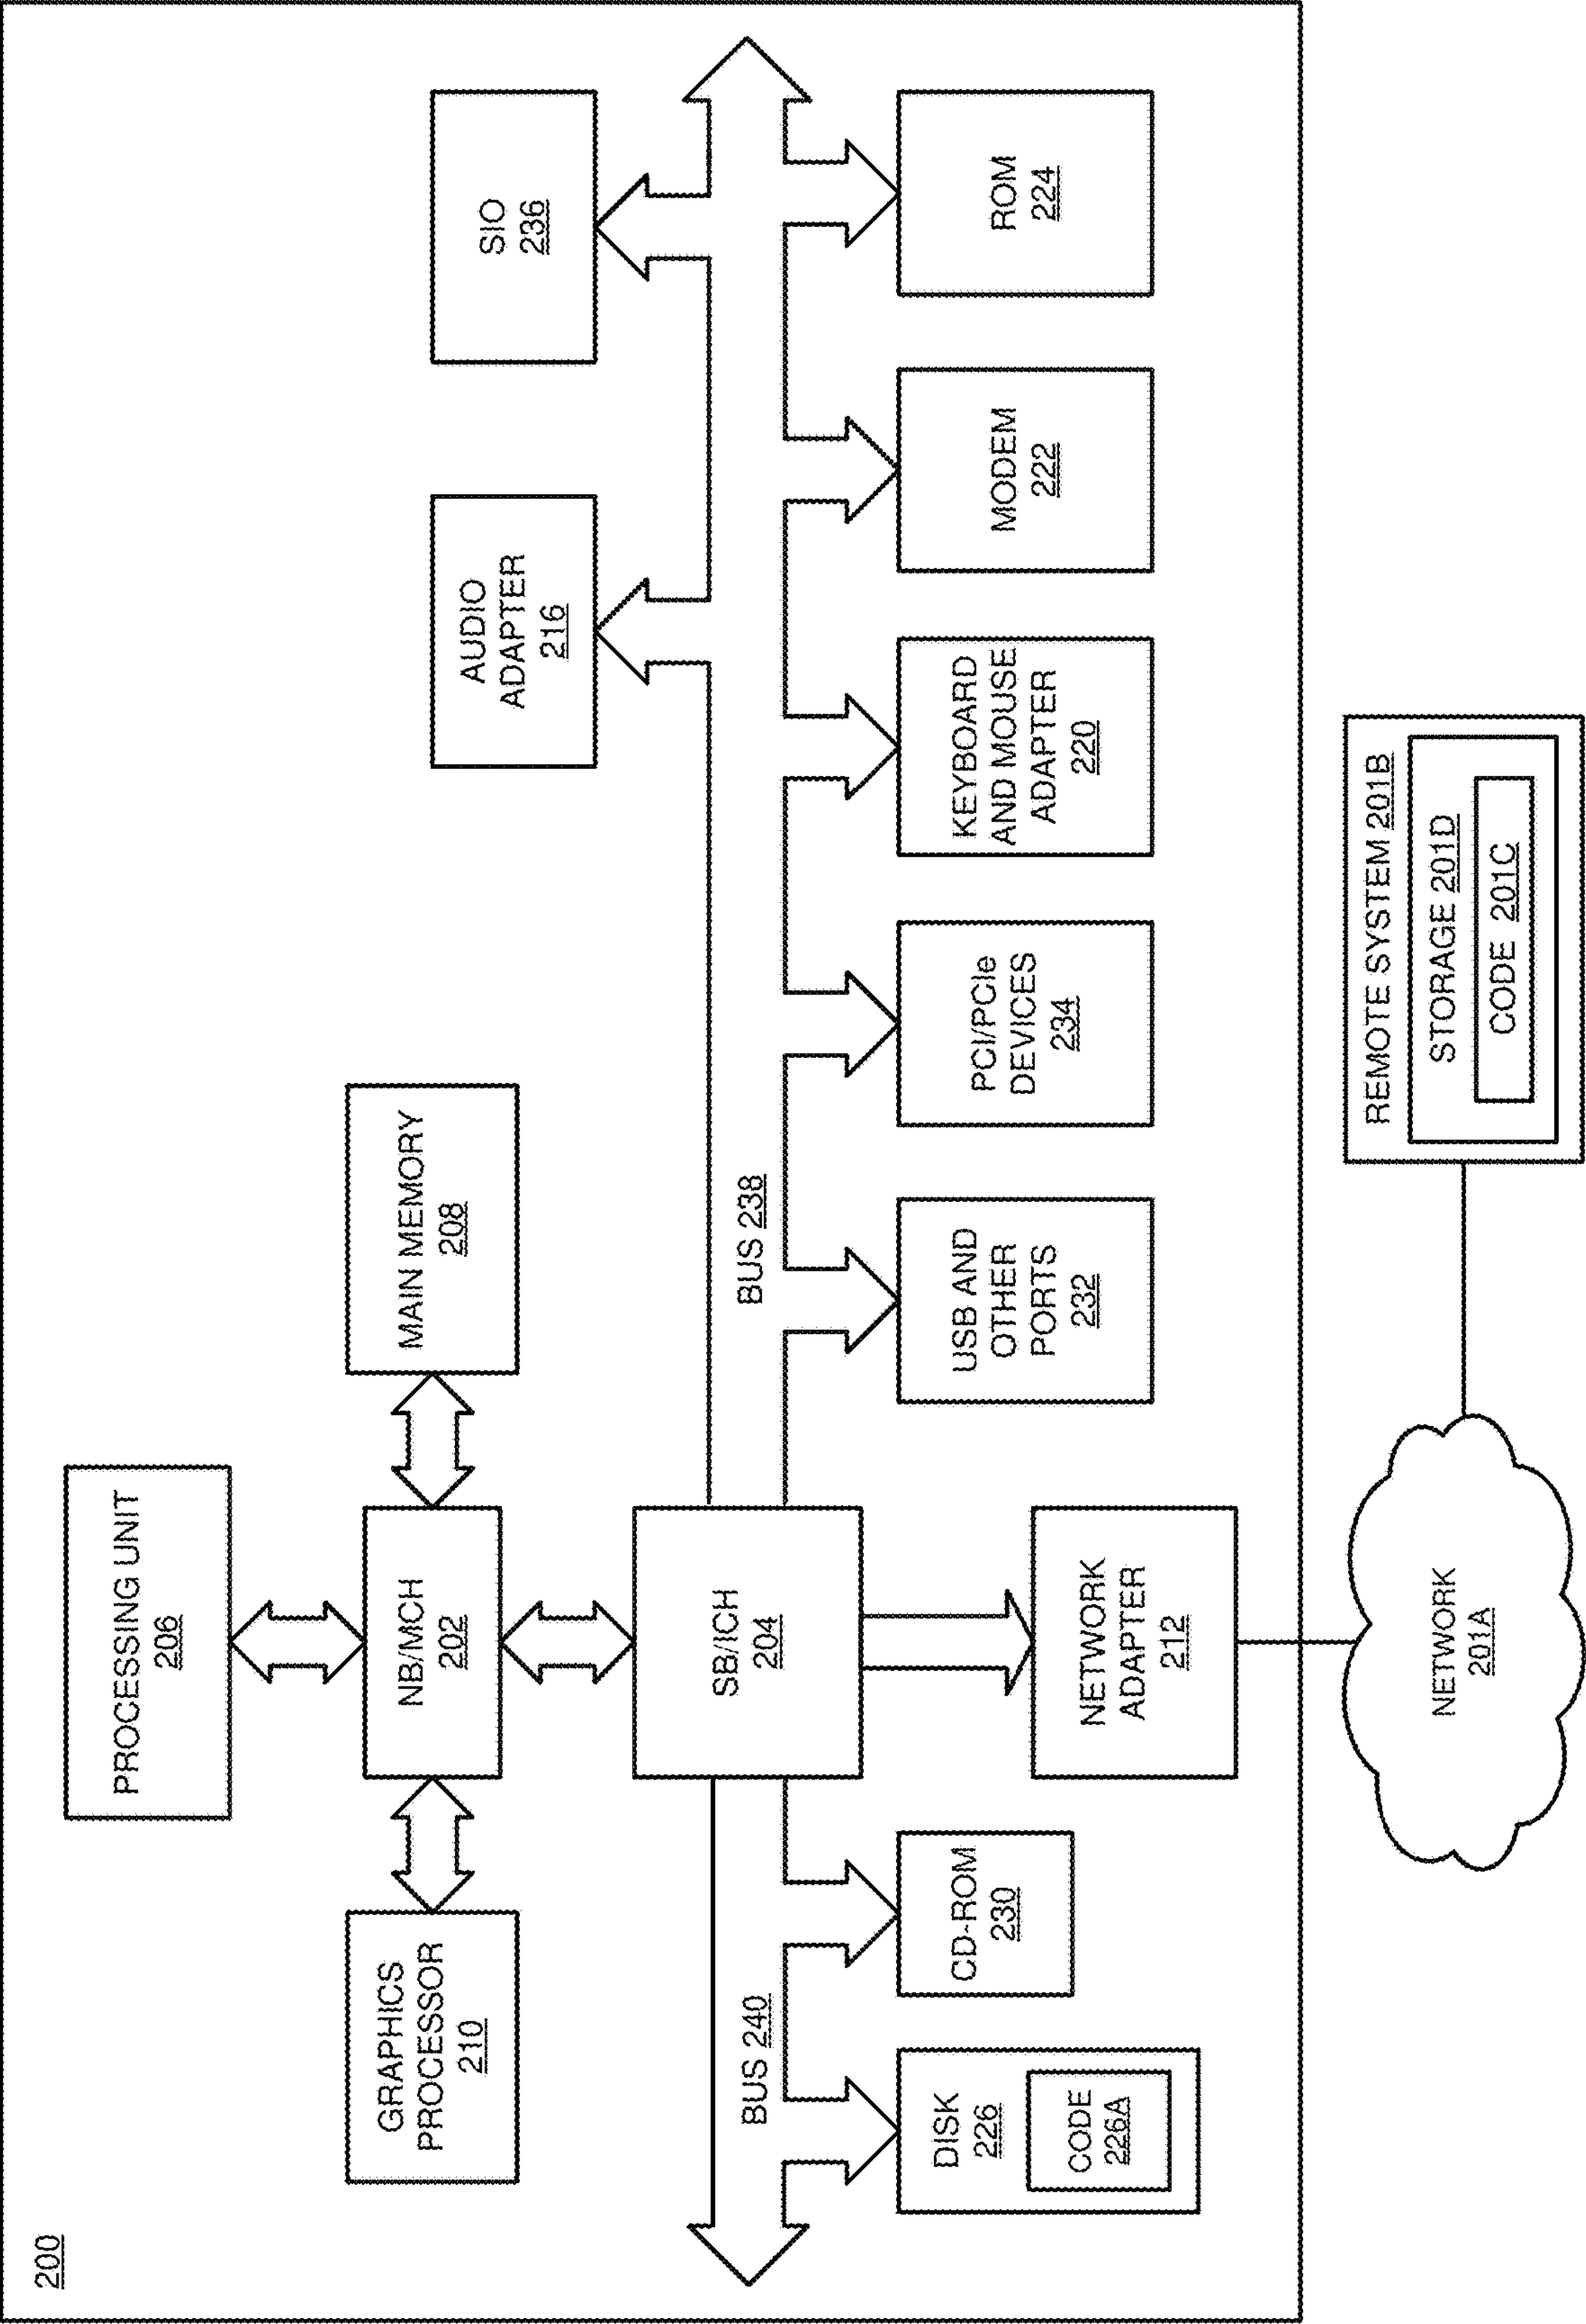 200
PROCESSING UNIT
206
GRAPHICS
PROCESSOR
210
NB/MCH
202
MAIN MEMORY
208
AUDIO
ADAPTER
216
SIO
236
SB/ICH
204
BUS 240
BUS 238
DISK
226
CODE
226A
CD-ROM
230
NETWORK
ADAPTER
212
USB AND
OTHER
PORTS
232
PCI/PCIe
DEVICES
234
KEYBOARD
AND MOUSE
ADAPTER
220
MODEM
222
ROM
224
NETWORK
201A
REMOTE SYSTEM 201B
STORAGE 201D
CODE 201C